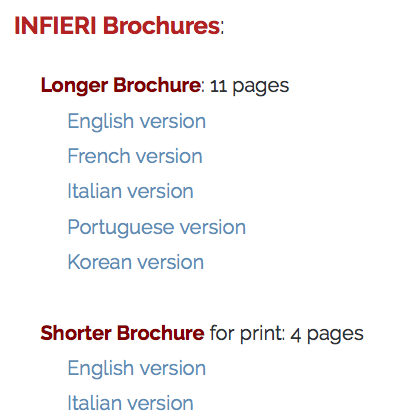 INFIERI Brochures:
Longer Brochure: 11 pages
English version
French version
Italian version
Portuguese version
Korean version
Shorter Brochure for print: 4 pages
English version
Italian version